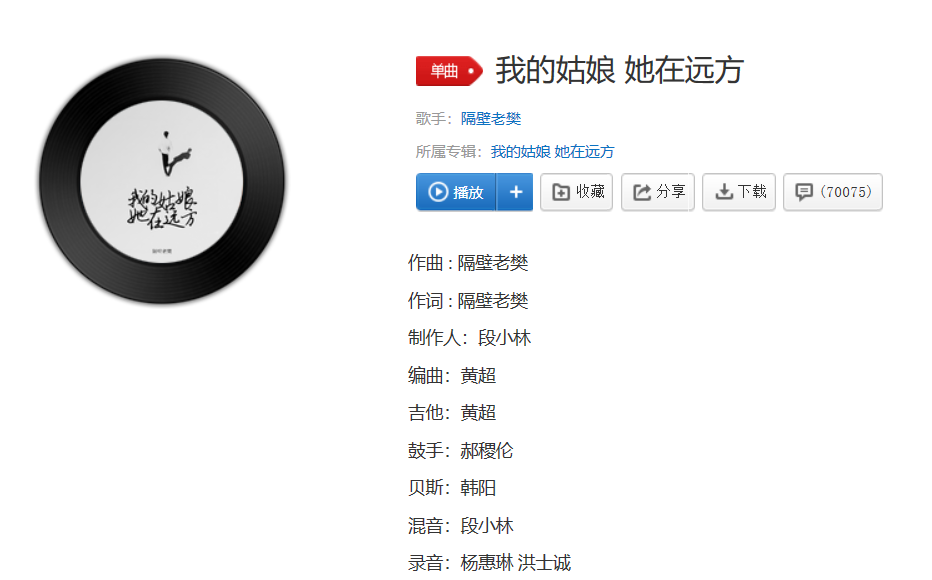 单曲
我的姑娘 她在远方
歌手：隔壁老樊
所属专辑：我的姑娘 她在远方
播放 + 收藏 分享 下载 (70075)
我的姑娘
她在远方
隔壁老樊
作曲 : 隔壁老樊
作词 : 隔壁老樊
制作人：段小林
编曲：黄超
吉他：黄超
鼓手：郝稷伦
贝斯：韩阳
混音：段小林
录音：杨惠琳 洪士诚